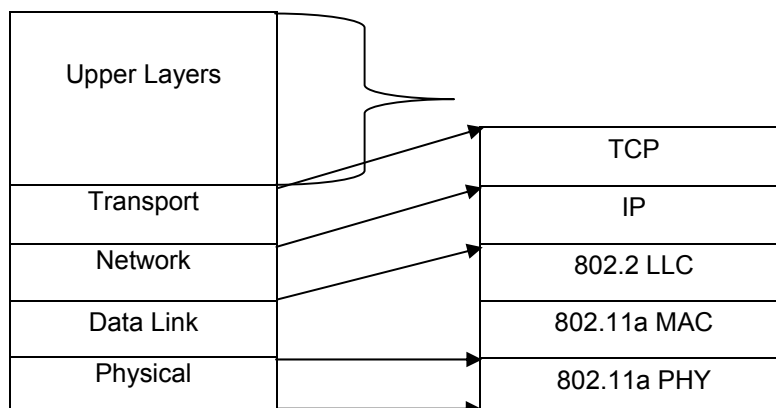 Upper Layers
Transport
Network
Data Link
Physical
TCP
IP
802.2 LLC
802.11a MAC
802.11a PHY